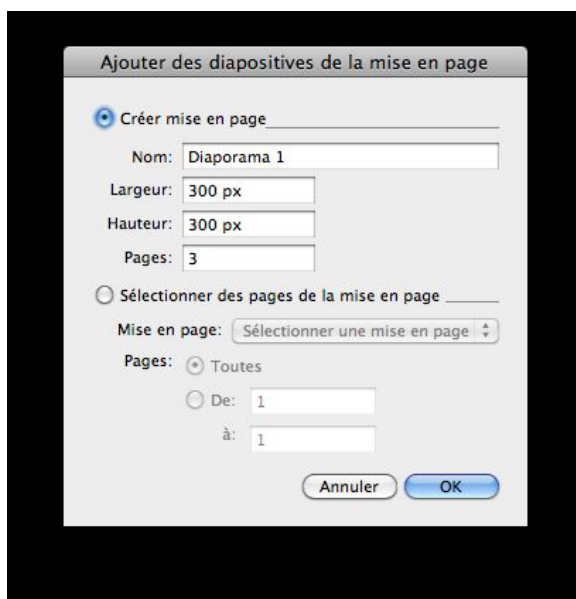 Ajouter des diapositives de la mise en page
Créer mise en page
Nom: Diaporama 1
Largeur: 300 px
Hauteur: 300 px
Pages: 3
Sélectionner des pages de la mise en page
Mise en page: Sélectionner une mise en page
Pages: Toutes
De: 1
à: 1
Annuler OK